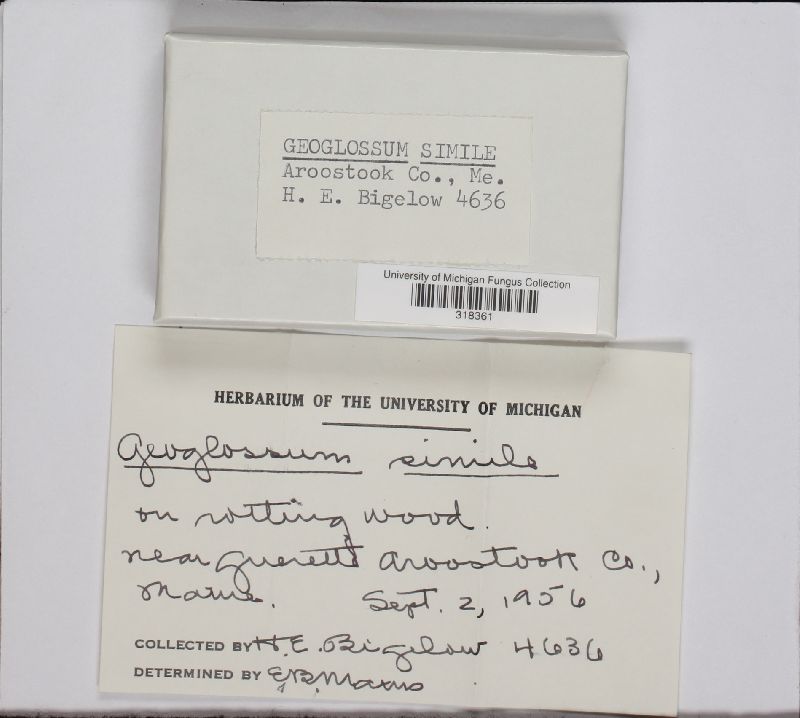 GEOGLOSSUM SIMILE
Aroostook Co., Me.
H. E. Bigelow 4636
University of Michigan Fungus Collection
318361
HERBARIUM OF THE UNIVERSITY OF MICHIGAN
Geoglossum simile
on rotting wood.
near Guerette Aroostook Co.,
Maine. Sept. 2, 1956
COLLECTED BY H.E. Bigelow 4636
DETERMINED BY E.B. Mains